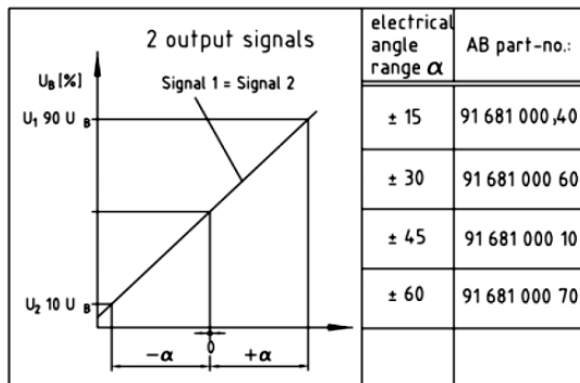 2 output signals
U_B [%]
Signal 1 = Signal 2
U₁ 90 U_B
U₂ 10 U_B
0
-α
+α
electrical
angle
range α
AB part-no.:
± 15
91 681 000,40
± 30
91 681 000 60
± 45
91 681 000 10
± 60
91 681 000 70